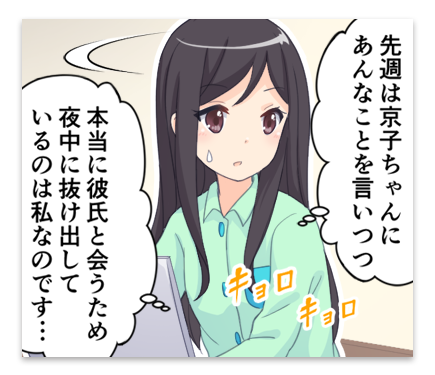 先週は京子ちゃんに
あんなことを言いつつ
本当に彼氏と会うため
夜中に抜け出して
いるのは私なのです…
キョロ
キョロ